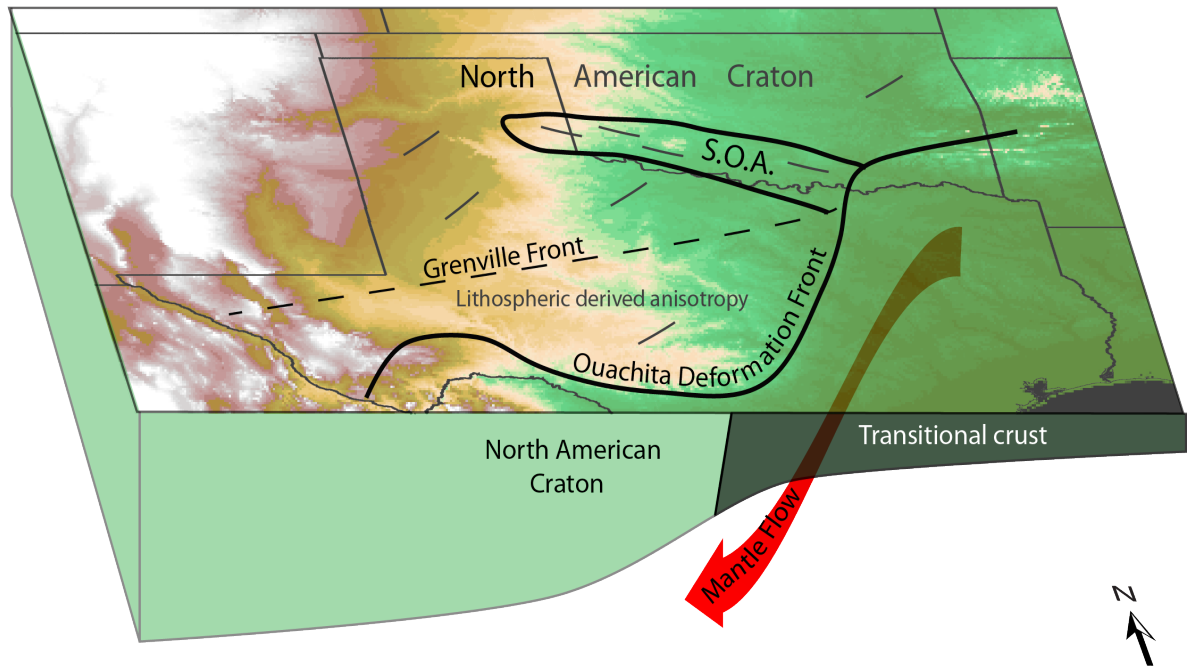 North American Craton
S.O.A.
Grenville Front
Lithospheric derived anisotropy
Ouachita Deformation Front
North American
Craton
Transitional crust
Mantle Flow
N